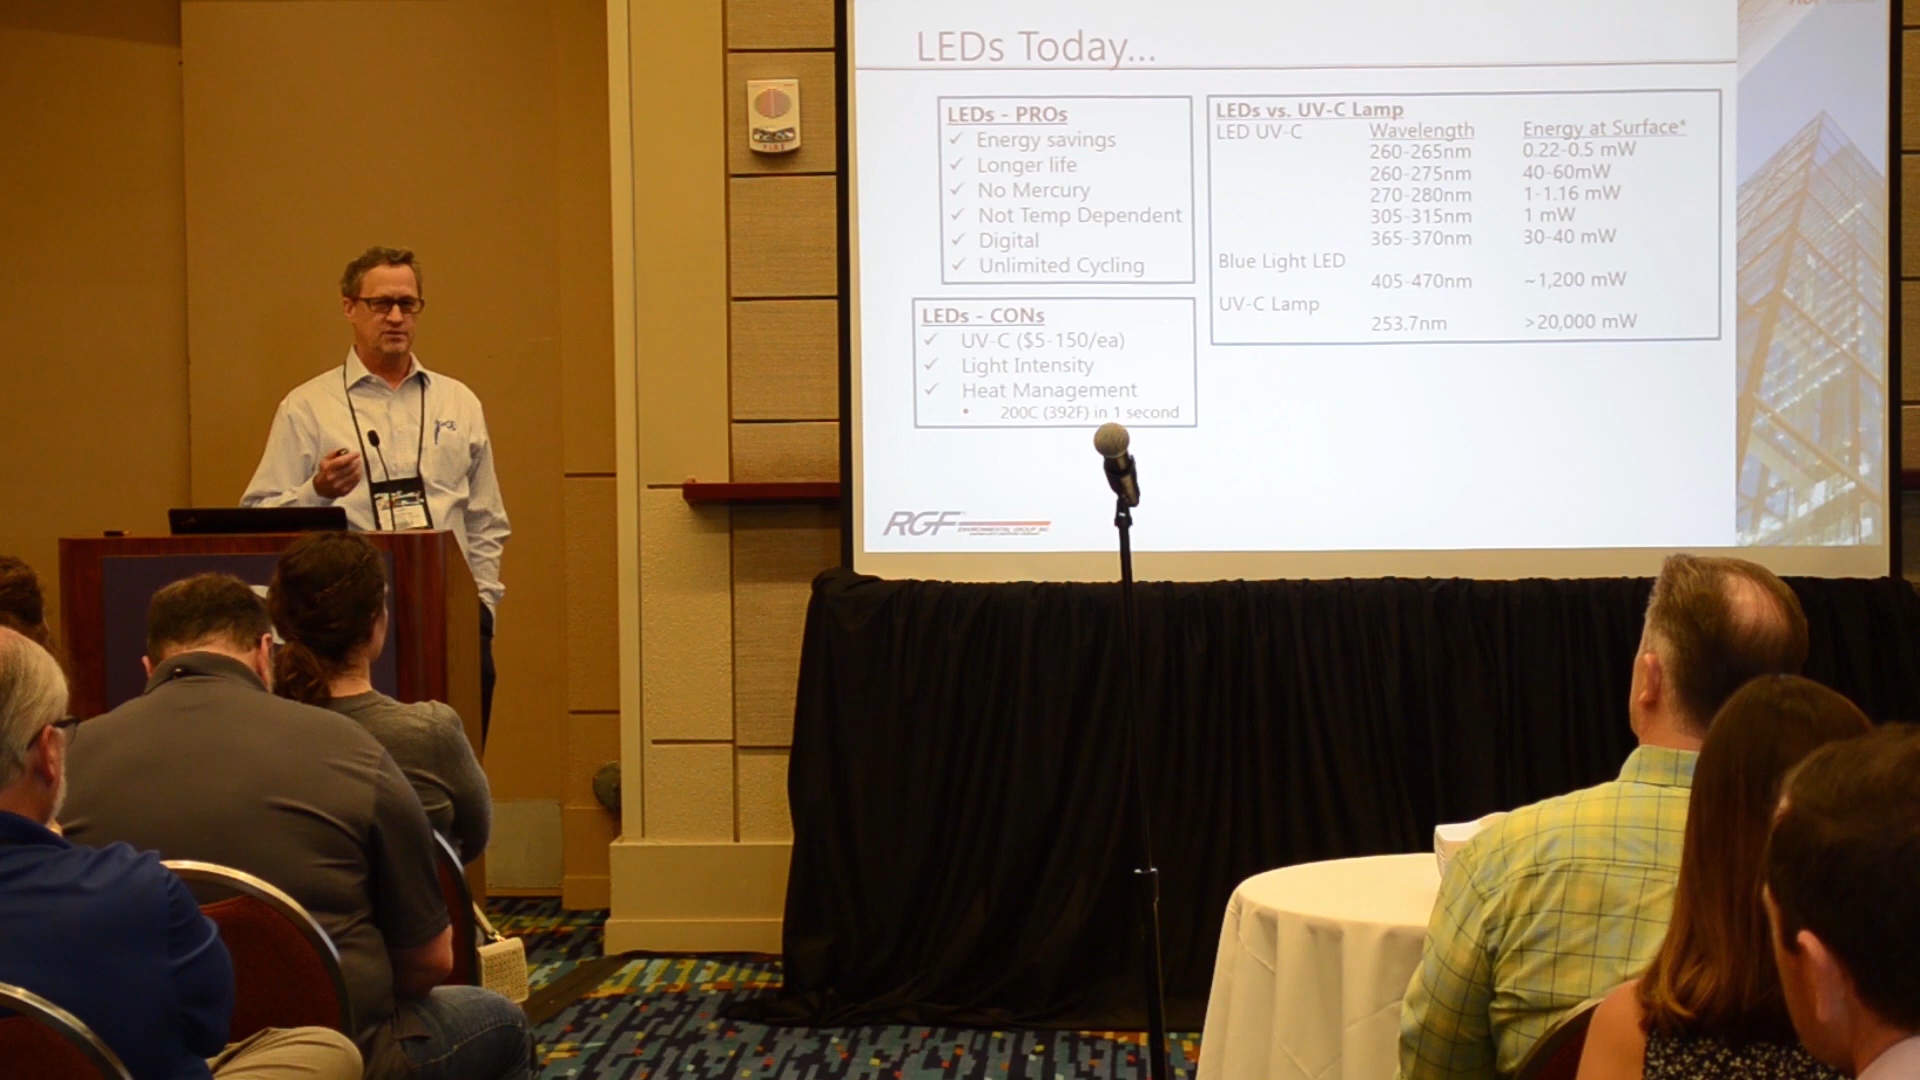 LEDs Today...
LEDs - PROs
✓ Energy savings
✓ Longer life
✓ No Mercury
✓ Not Temp Dependent
✓ Digital
✓ Unlimited Cycling
LEDs - CONs
✓ UV-C ($5-150/ea)
✓ Light Intensity
✓ Heat Management
• 200C (392F) in 1 second
LEDs vs. UV-C Lamp
LED UV-C Wavelength Energy at Surface*
260-265nm 0.22-0.5 mW
260-275nm 40-60mW
270-280nm 1-1.16 mW
305-315nm 1 mW
365-370nm 30-40 mW
Blue Light LED
405-470nm ~1,200 mW
UV-C Lamp
253.7nm >20,000 mW
RGF
ENVIRONMENTAL GROUP, INC.
FIRE